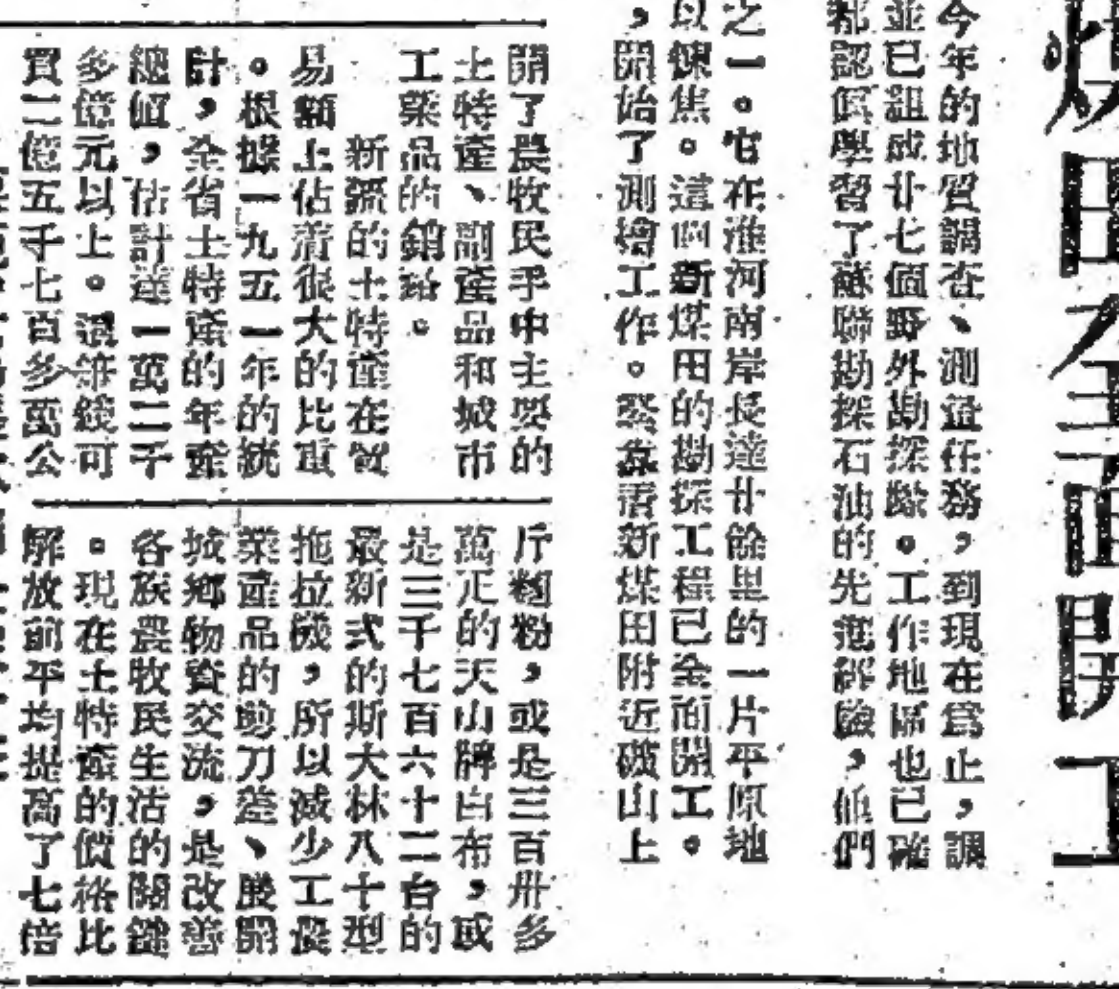 煤田全面開工
今年的地質調查、測量任務，到現在爲止，調
並已組成廿七個野外勘探隊。工作地區也已確
都認眞學習了蘇聯勘探石油的先進經驗，他們
之一。它在淮河南岸長達廿餘里的一片平原地
以鍊焦。這個新煤田的勘探工程已全面開工。
，開始了測繪工作。緊靠着新煤田附近礦山上
開了農牧民手中主要的
土特產、副產品和城市
工業品的銷路。
新疆的土特產在貿
易額上佔着很大的比重
。根據一九五一年的統
計，全省土特產的年產
總值，估計達一萬二千
多億元以上。這筆錢可
買二億五千七百多萬公
斤麵粉，或是三百卅多
萬疋的天山牌白布，或
是三千七百六十二台的
最新式的斯大林八十型
拖拉機，所以減少工農
業產品的剪刀差、展開
城鄉物資交流，是改善
各族農牧民生活的關鍵
。現在土特產的價格比
解放前平均提高了七倍